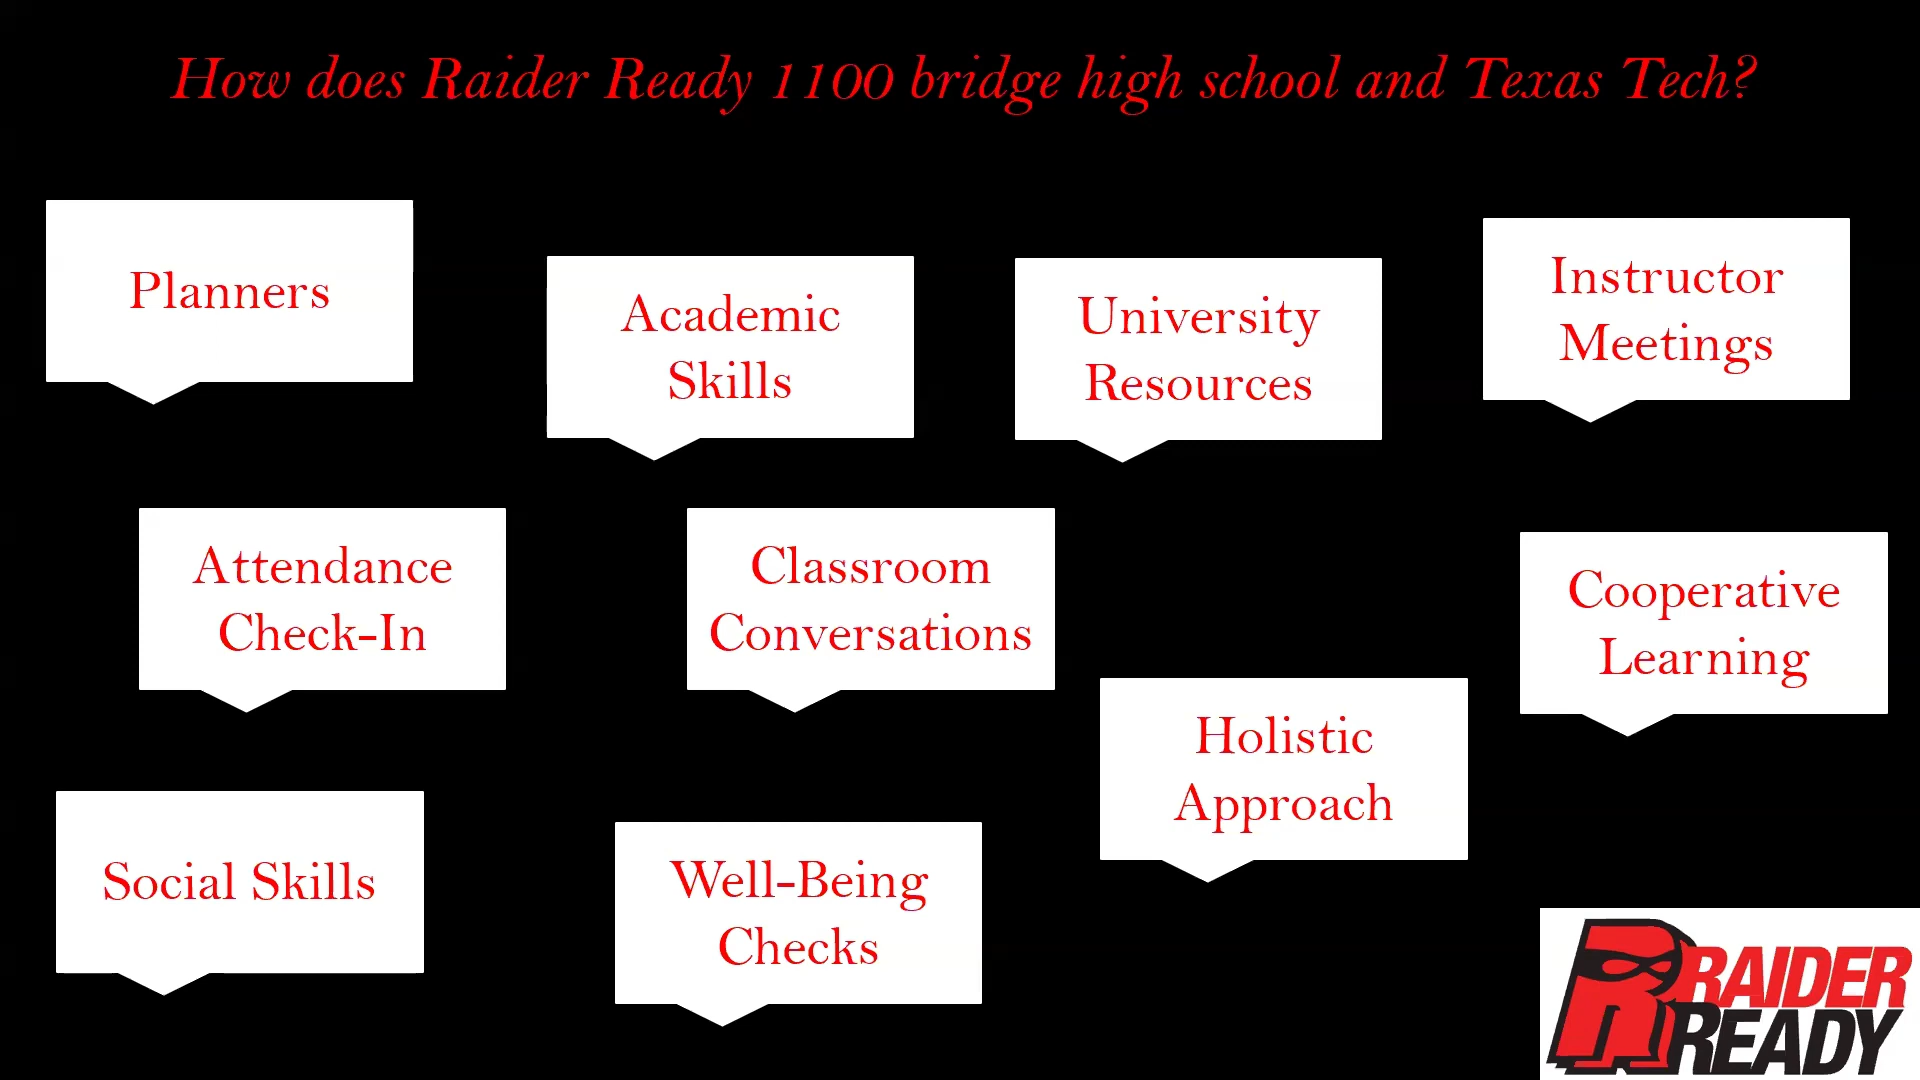 How does Raider Ready 1100 bridge high school and Texas Tech?
Planners
Academic
Skills
University
Resources
Instructor
Meetings
Attendance
Check-In
Classroom
Conversations
Cooperative
Learning
Holistic
Approach
Social Skills
Well-Being
Checks
RAIDER
READY